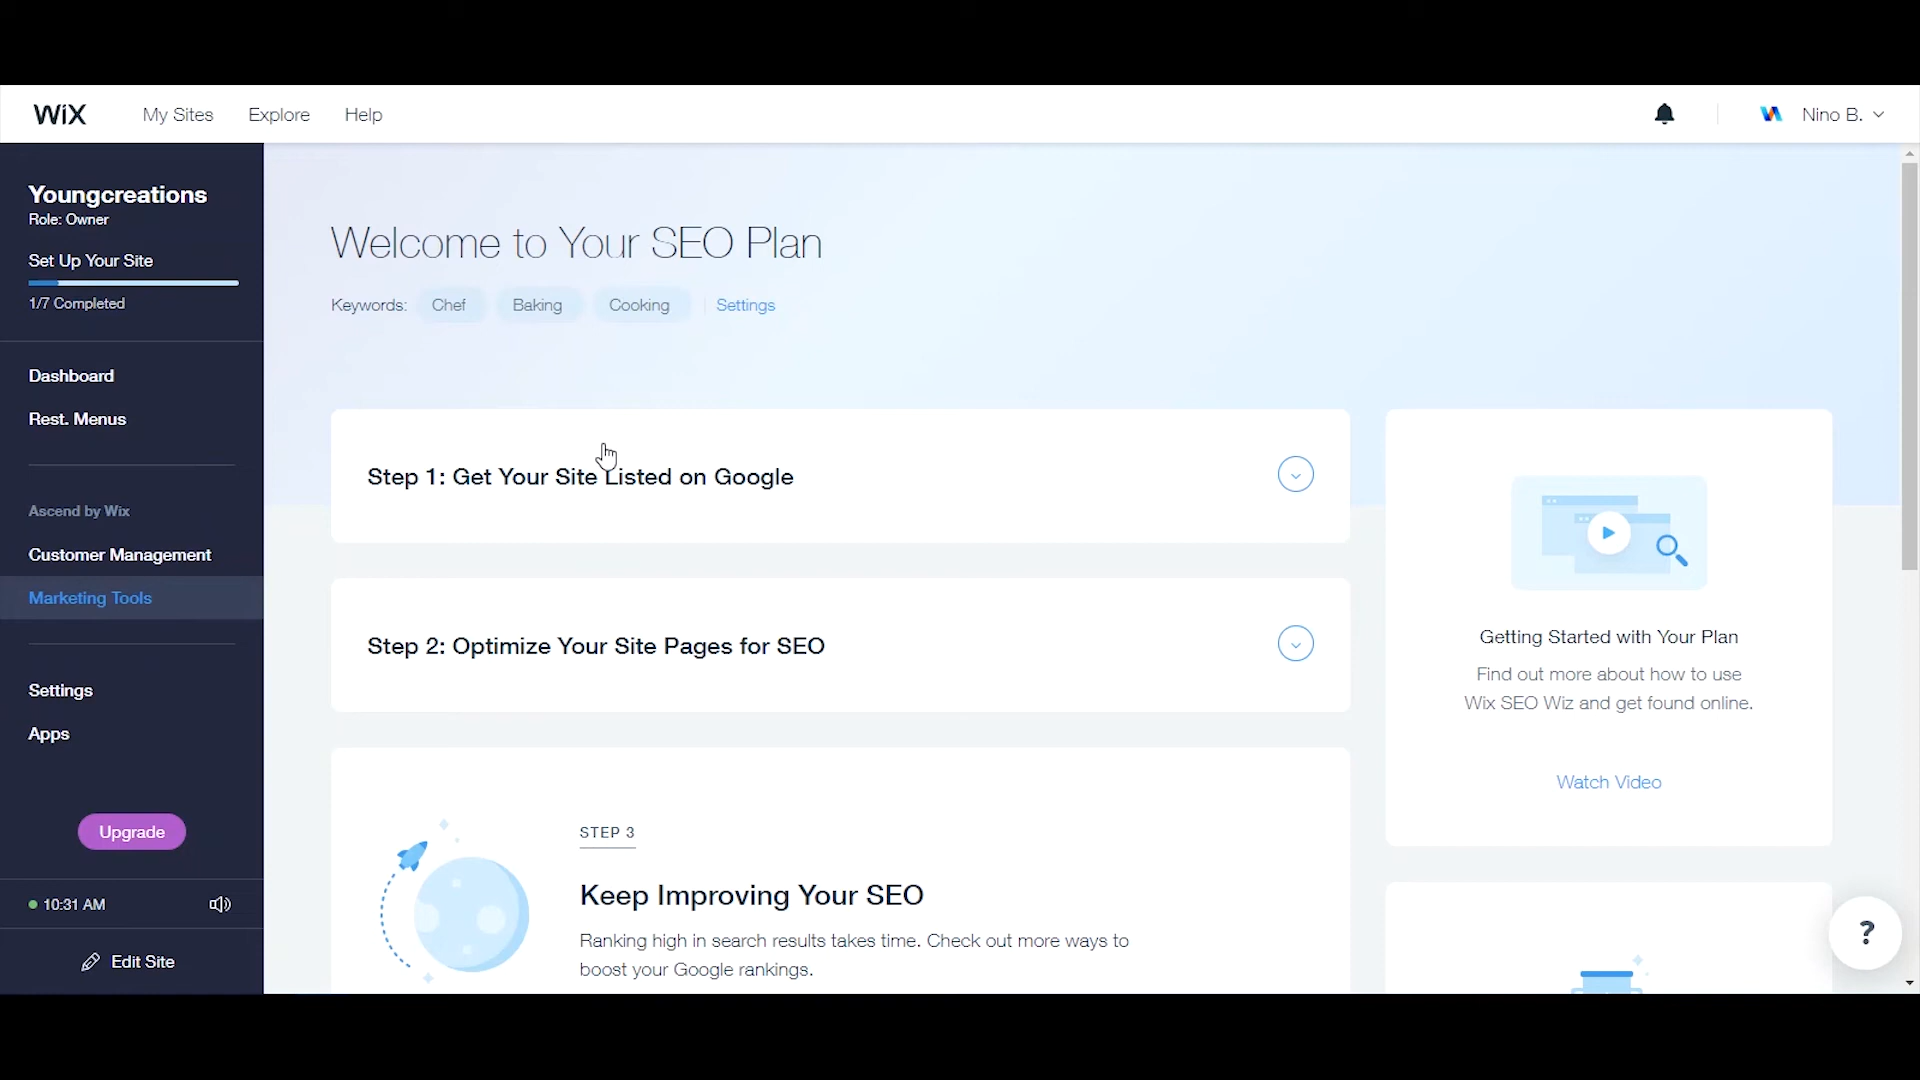 WiX
My Sites
Explore
Help
Nino B.
Youngcreations
Role: Owner
Set Up Your Site
1/7 Completed
Dashboard
Rest. Menus
Ascend by Wix
Customer Management
Marketing Tools
Settings
Apps
Upgrade
10:31 AM
Edit Site
Welcome to Your SEO Plan
Keywords: Chef Baking Cooking Settings
Step 1: Get Your Site Listed on Google
Step 2: Optimize Your Site Pages for SEO
STEP 3
Keep Improving Your SEO
Ranking high in search results takes time. Check out more ways to
boost your Google rankings.
Getting Started with Your Plan
Find out more about how to use
Wix SEO Wiz and get found online.
Watch Video
?